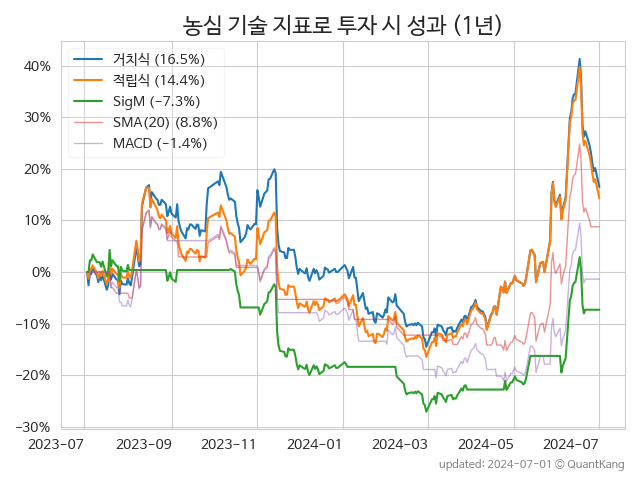 농심 기술 지표로 투자 시 성과 (1년)
거치식 (16.5%)
적립식 (14.4%)
SigM (−7.3%)
SMA(20) (8.8%)
MACD (−1.4%)
40%
30%
20%
10%
0%
−10%
−20%
−30%
2023-07
2023-09
2023-11
2024-01
2024-03
2024-05
2024-07
updated: 2024-07-01 © QuantKang